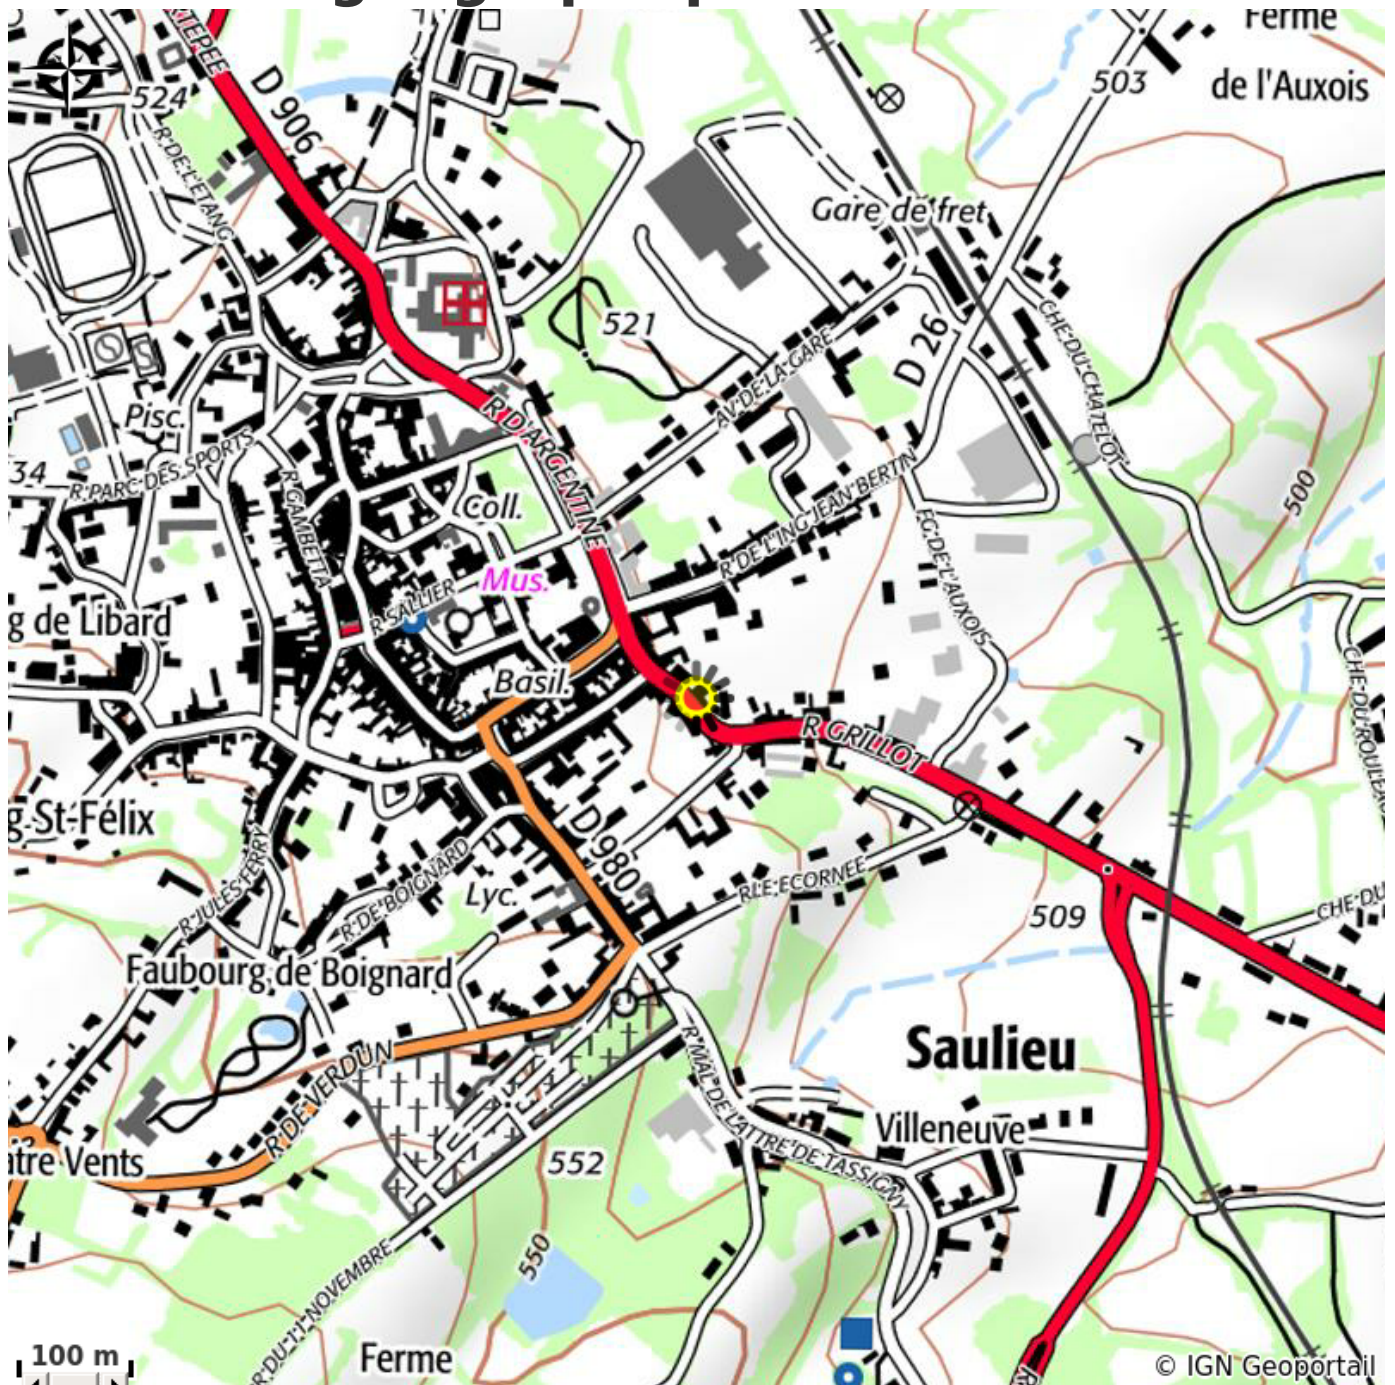 Ferme
de l'Auxois
503
524
D 906
R DE L'ETANG
Gare de fret
521
CHE DU CHATELOT
D 26
AV DE LA GARE
R D'ARGENTINE
Pisc.
34
R PARC DES SPORTS
R GAMBETTA
Coll.
R DE L'ING JEAN BERTIN
500
FG DE L'AUXOIS
Mus.
R SALLIER
g de Libard
Basil.
CHE DU ROULEAU
R GRILLOT
g-St-Félix
D 980
R JULES FERRY
R DE BOIGNARD
Lyc.
RLE ECORNEE
509
CHE DU
Faubourg de Boignard
Saulieu
R DE VERDUN
R MAL DE LATTRE DE TASSIGNY
Villeneuve
atre Vents
552
550
R DU 11 NOVEMBRE
100 m
Ferme
© IGN Geoportail